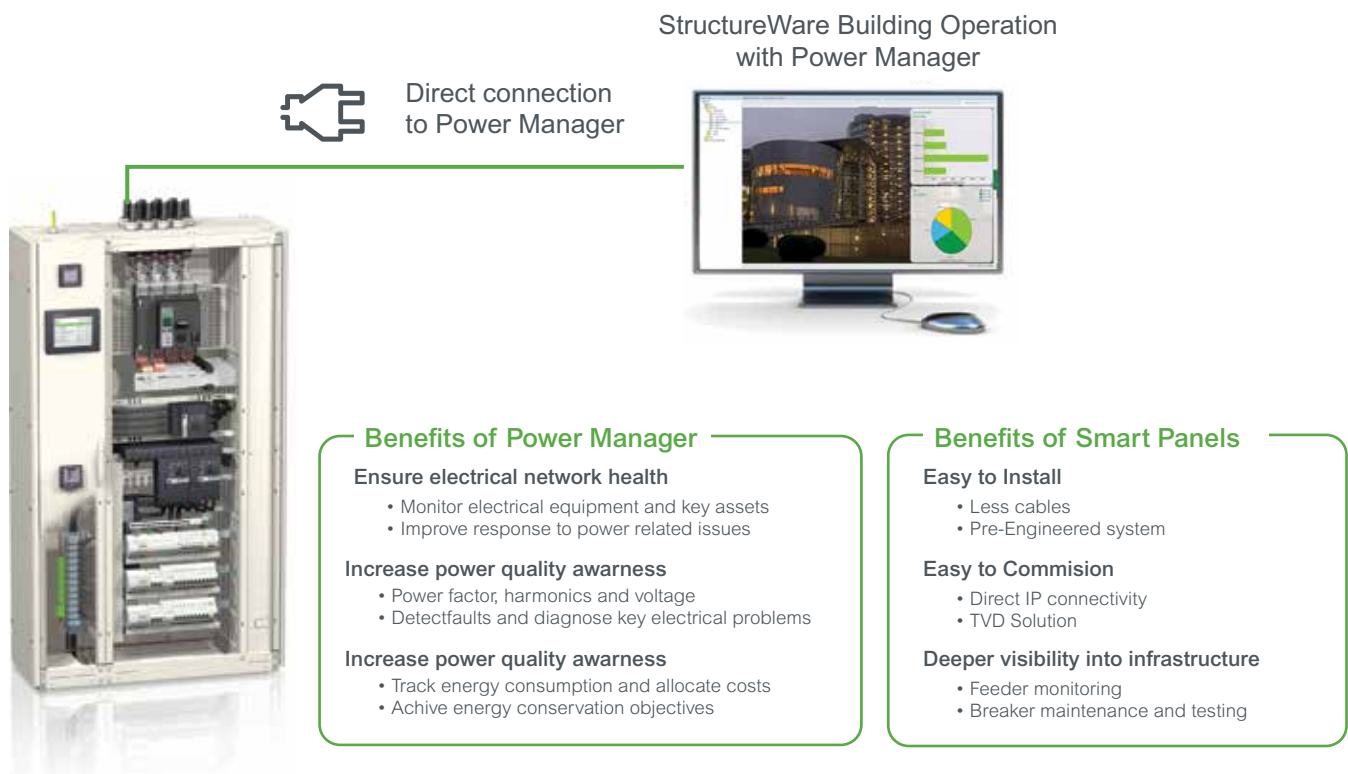 StructureWare Building Operation
with Power Manager
Direct connection
to Power Manager
Benefits of Power Manager
Ensure electrical network health
• Monitor electrical equipment and key assets
• Improve response to power related issues
Increase power quality awarness
• Power factor, harmonics and voltage
• Detectfaults and diagnose key electrical problems
Increase power quality awarness
• Track energy consumption and allocate costs
• Achive energy conservation objectives
Benefits of Smart Panels
Easy to Install
• Less cables
• Pre-Engineered system
Easy to Commision
• Direct IP connectivity
• TVD Solution
Deeper visibility into infrastructure
• Feeder monitoring
• Breaker maintenance and testing